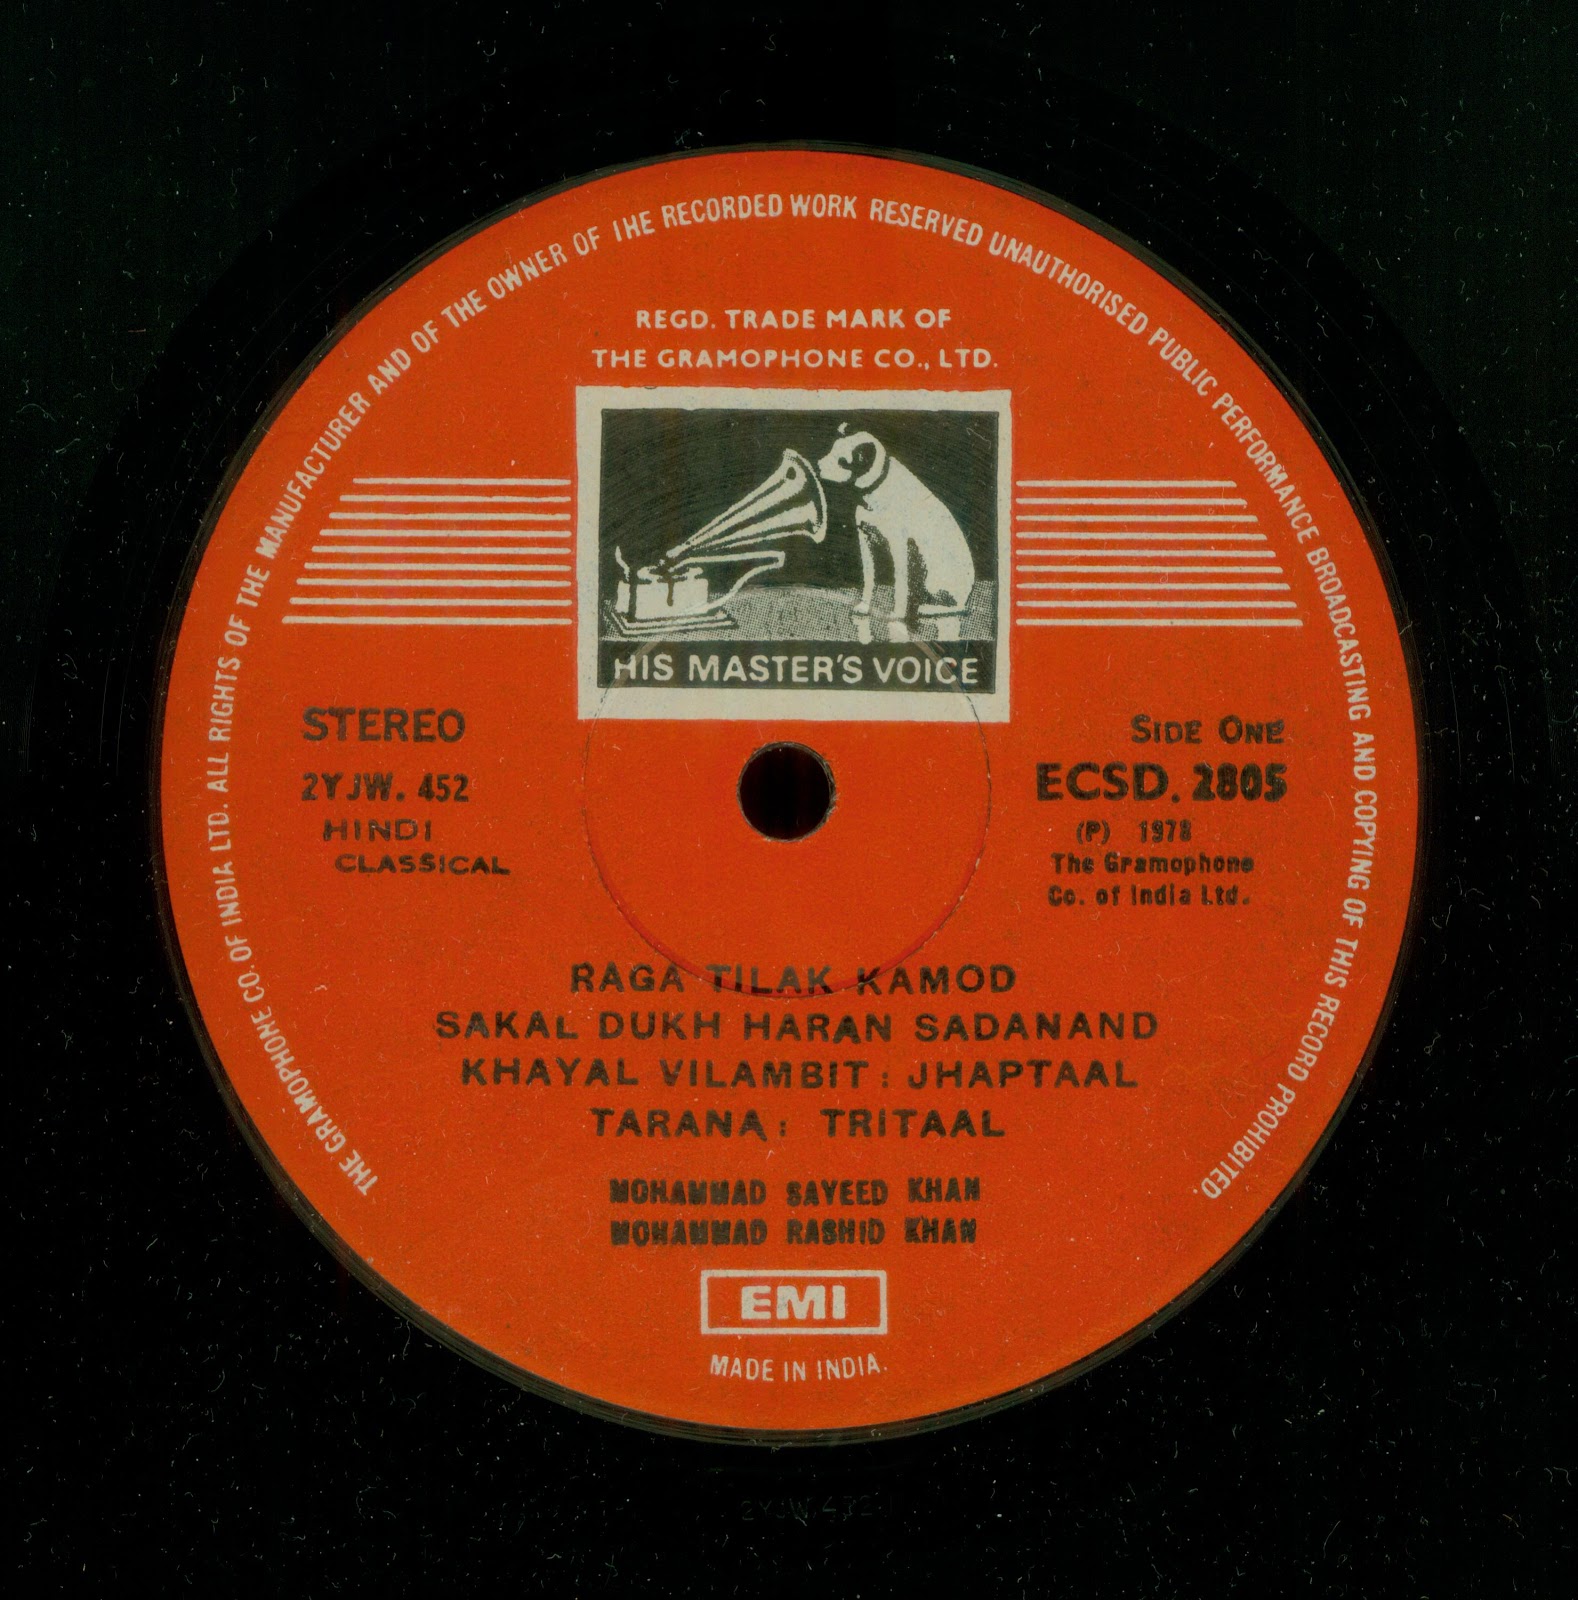 THE GRAMOPHONE CO. OF INDIA LTD. ALL RIGHTS OF THE MANUFACTURER AND OF THE OWNER OF THE RECORDED WORK RESERVED UNAUTHORISED PUBLIC PERFORMANCE BROADCASTING AND COPYING OF THIS RECORD PROHIBITED.
REGD. TRADE MARK OF
THE GRAMOPHONE CO., LTD.
HIS MASTER'S VOICE
STEREO
2YJW. 452
HINDI
CLASSICAL
SIDE ONE
ECSD. 2805
(P) 1978
The Gramophone
Co. of India Ltd.
RAGA TILAK KAMOD
SAKAL DUKH HARAN SADANAND
KHAYAL VILAMBIT : JHAPTAAL
TARANA : TRITAAL
MOHAMMAD SAYEED KHAN
MOHAMMAD RASHID KHAN
EMI
MADE IN INDIA.